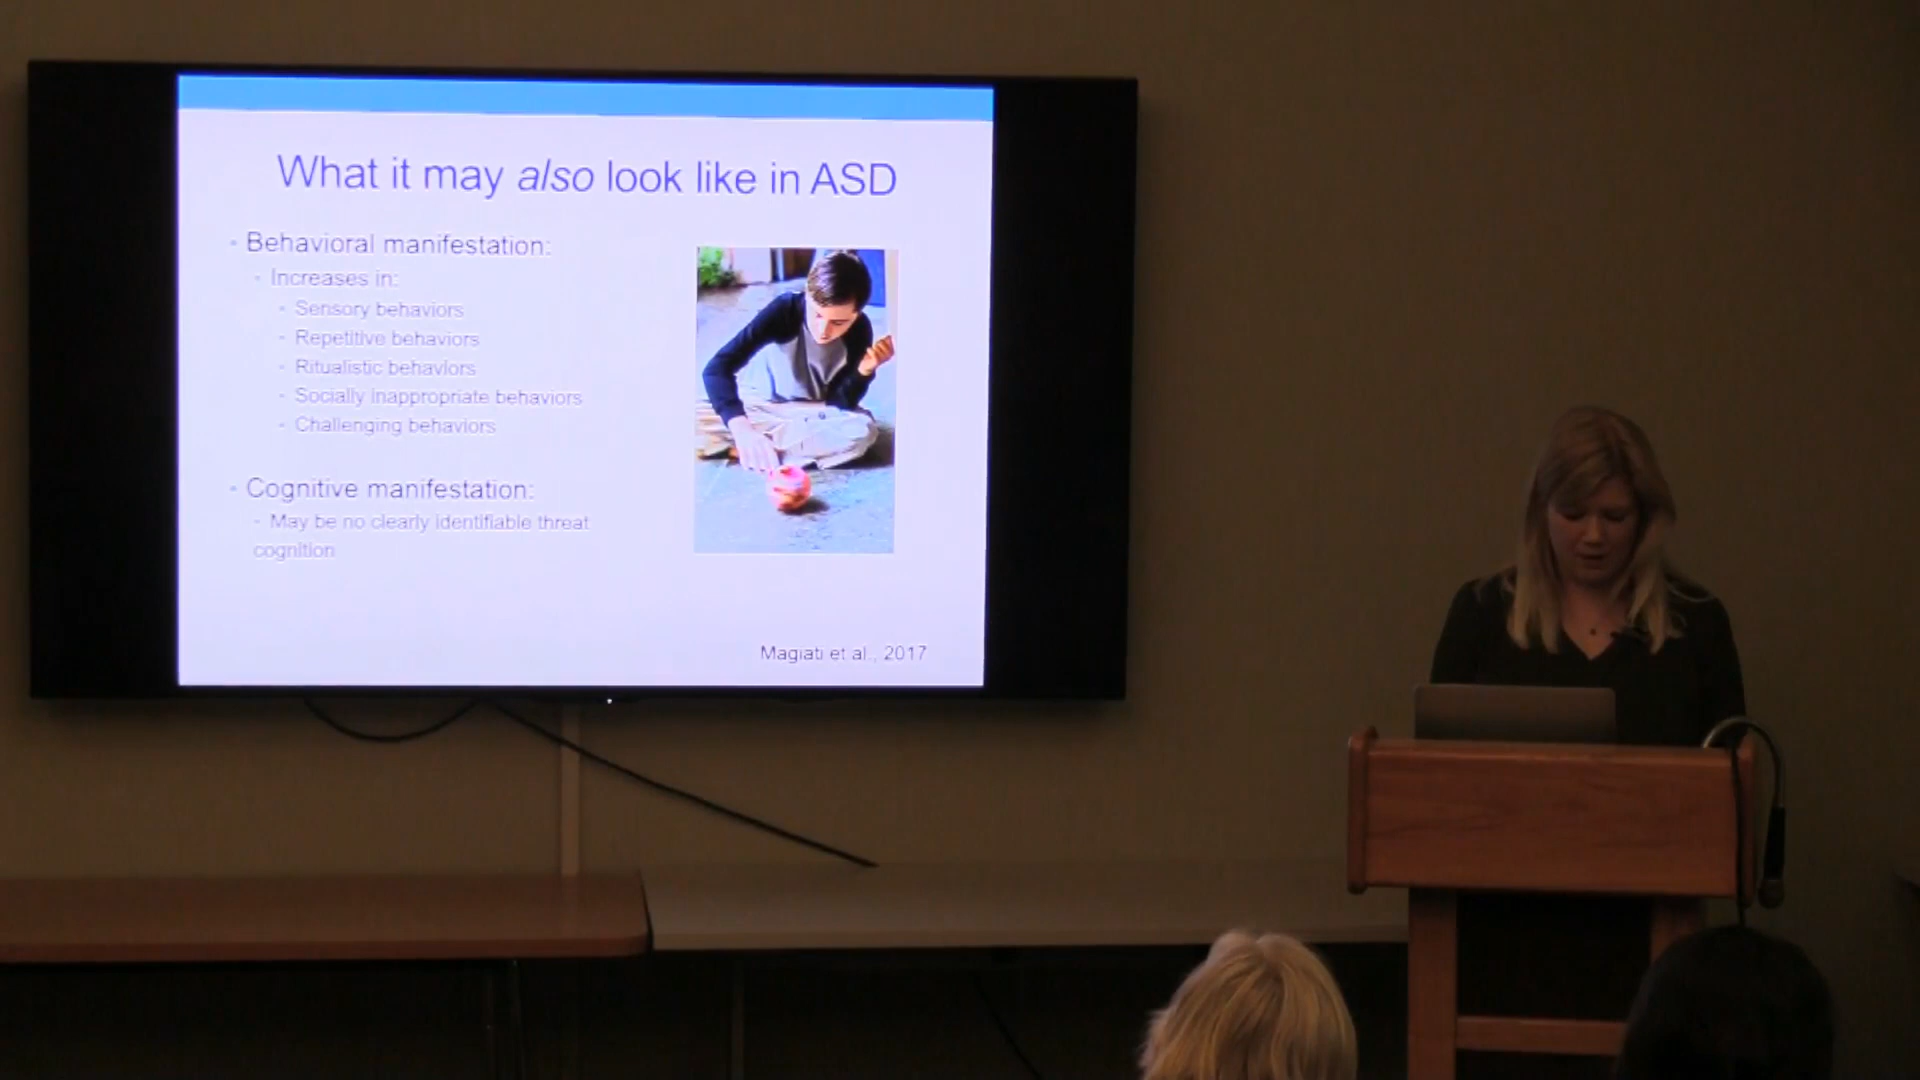 What it may also look like in ASD
- Behavioral manifestation:
- Increases in:
- Sensory behaviors
- Repetitive behaviors
- Ritualistic behaviors
- Socially inappropriate behaviors
- Challenging behaviors
- Cognitive manifestation:
- May be no clearly identifiable threat
cognition
Magiati et al., 2017